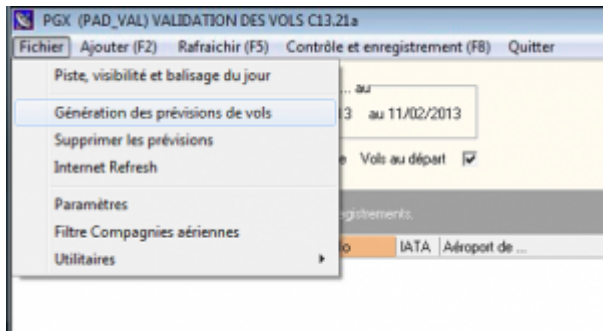 PGX (PAD_VAL) VALIDATION DES VOLS C13.21a
Fichier Ajouter (F2) Rafraichir (F5) Contrôle et enregistrement (F8) Quitter
Piste, visibilité et balisage du jour
... au
Génération des prévisions de vols
13 au 11/02/2013
Supprimer les prévisions
Vols au départ
Internet Refresh
Paramètres
egistrements.
Filtre Compagnies aériennes
IATA Aéroport de ...
Utilitaires